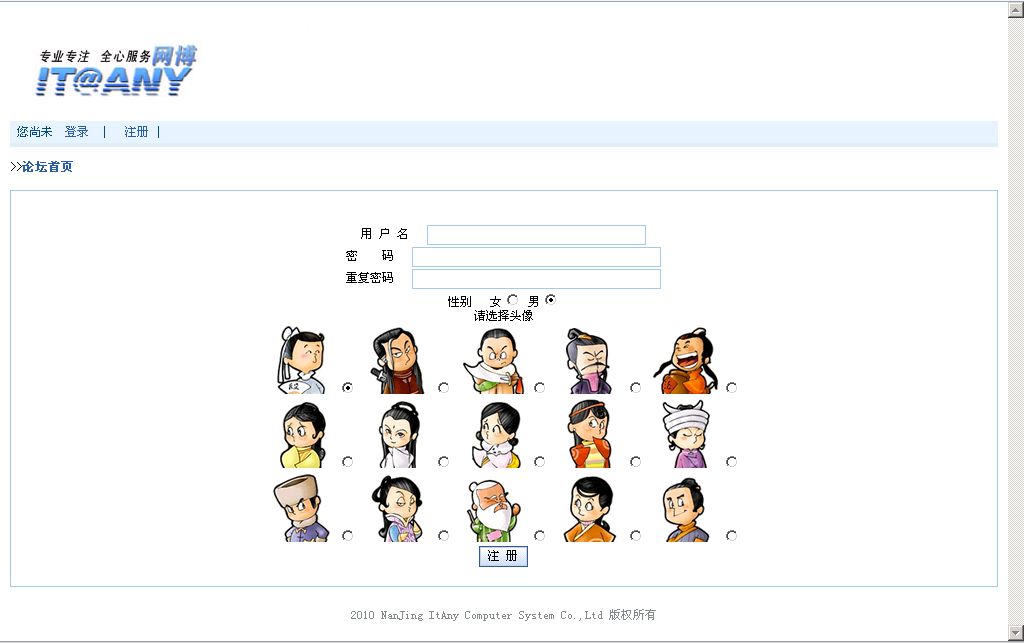 专业专注 全心服务网博
IT@ANY
您尚未 登录 | 注册 |
>>论坛首页
用 户 名
密 码
重复密码
性别 女 男
请选择头像
注 册
2010 NanJing ItAny Computer System Co.,Ltd 版权所有